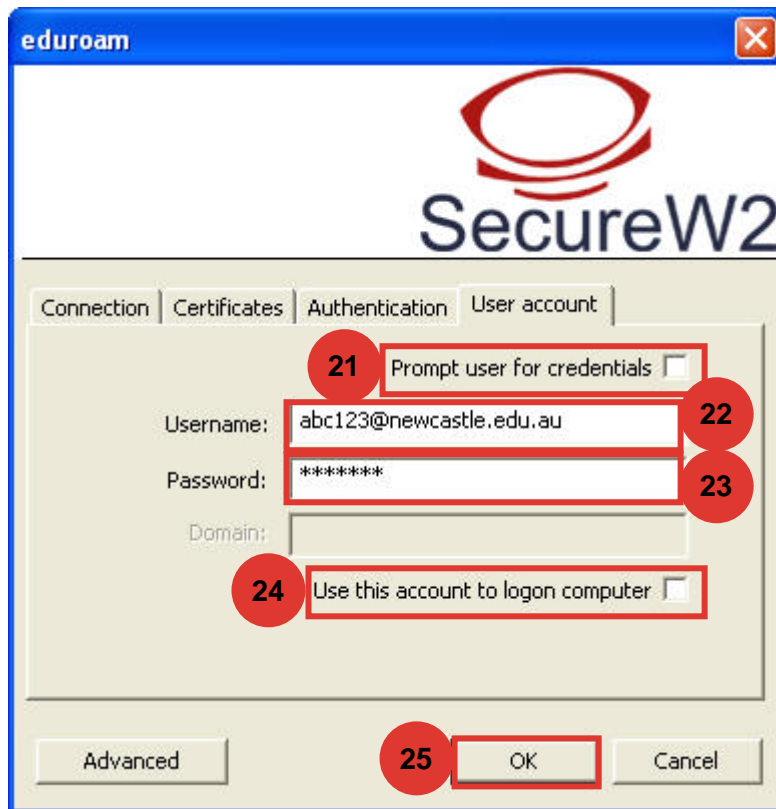 eduroam
SecureW2
Connection Certificates Authentication User account
21 Prompt user for credentials
Username: abc123@newcastle.edu.au 22
Password: ******* 23
Domain:
24 Use this account to logon computer
Advanced 25 OK Cancel